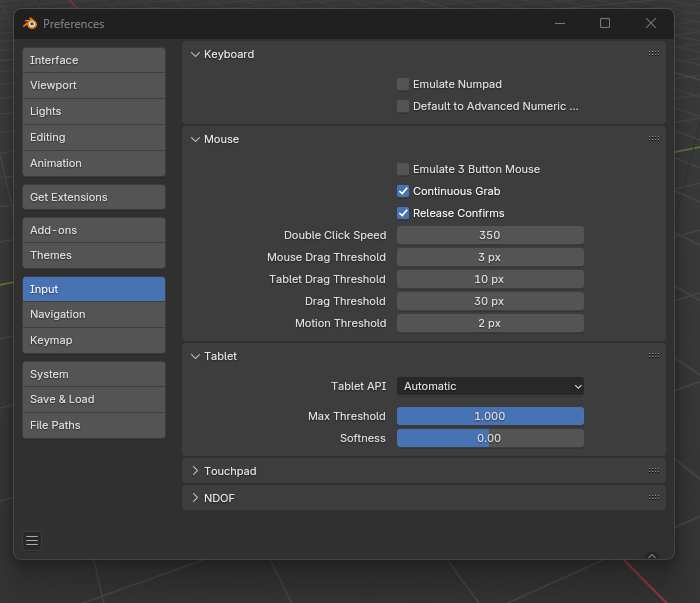 Preferences
Interface
Viewport
Lights
Editing
Animation
Get Extensions
Add-ons
Themes
Input
Navigation
Keymap
System
Save & Load
File Paths
Keyboard
Emulate Numpad
Default to Advanced Numeric ...
Mouse
Emulate 3 Button Mouse
Continuous Grab
Release Confirms
Double Click Speed 350
Mouse Drag Threshold 3 px
Tablet Drag Threshold 10 px
Drag Threshold 30 px
Motion Threshold 2 px
Tablet
Tablet API Automatic
Max Threshold 1.000
Softness 0.00
Touchpad
NDOF